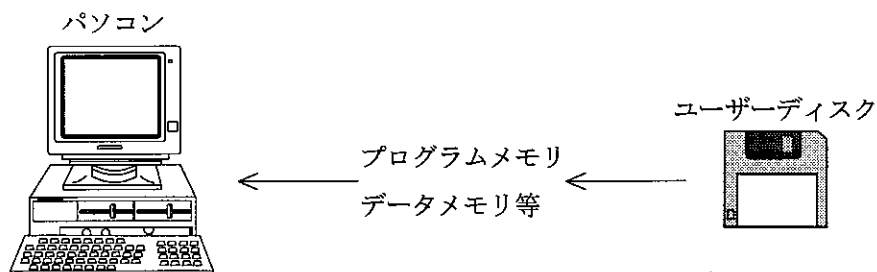 パソコン
ユーザーディスク
プログラムメモリ
データメモリ等